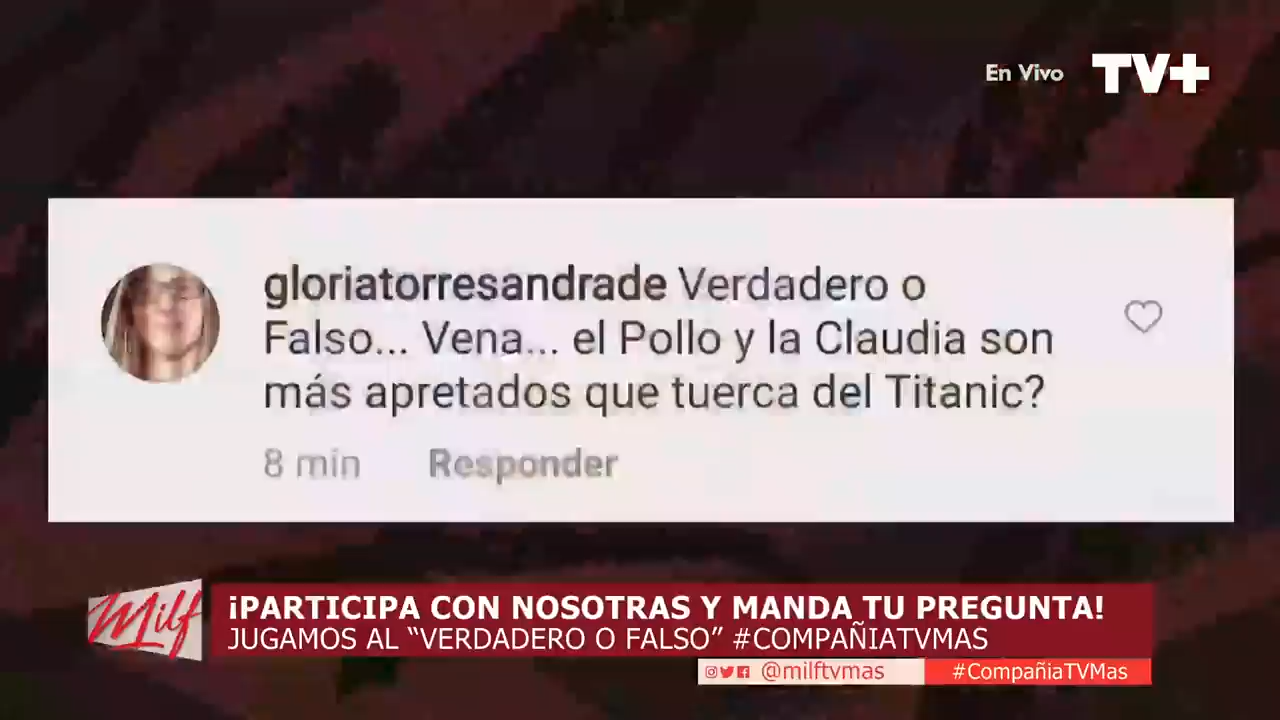 En Vivo TV+
gloriatorresandrade Verdadero o
Falso... Vena... el Pollo y la Claudia son
más apretados que tuerca del Titanic?
8 min Responder
Milf
¡PARTICIPA CON NOSOTRAS Y MANDA TU PREGUNTA!
JUGAMOS AL “VERDADERO O FALSO” #COMPAÑIATVMAS
@milftvmas #CompañiaTVMas